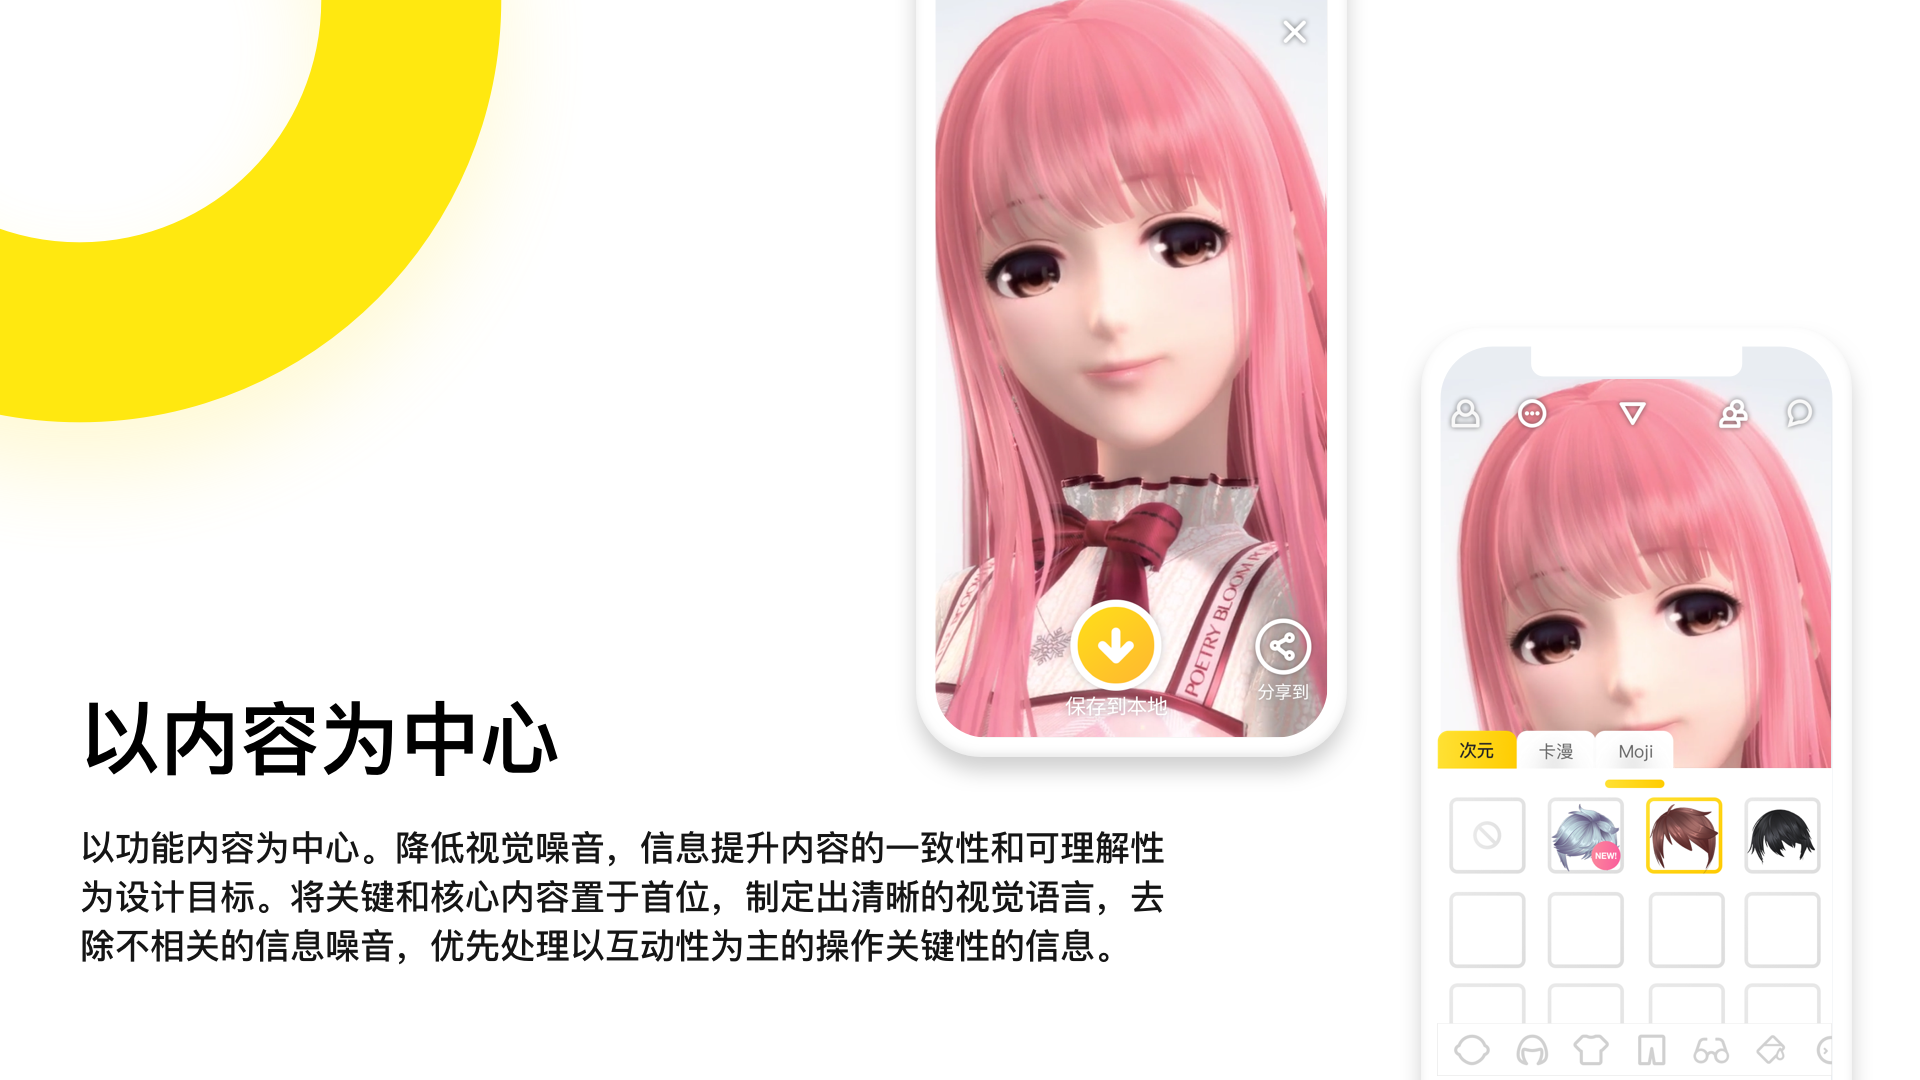 POETRY BLOOM
保存到本地
分享到
次元
卡漫
Moji
NEW!
以内容为中心
以功能内容为中心。降低视觉噪音，信息提升内容的一致性和可理解性
为设计目标。将关键和核心内容置于首位，制定出清晰的视觉语言，去
除不相关的信息噪音，优先处理以互动性为主的操作关键性的信息。